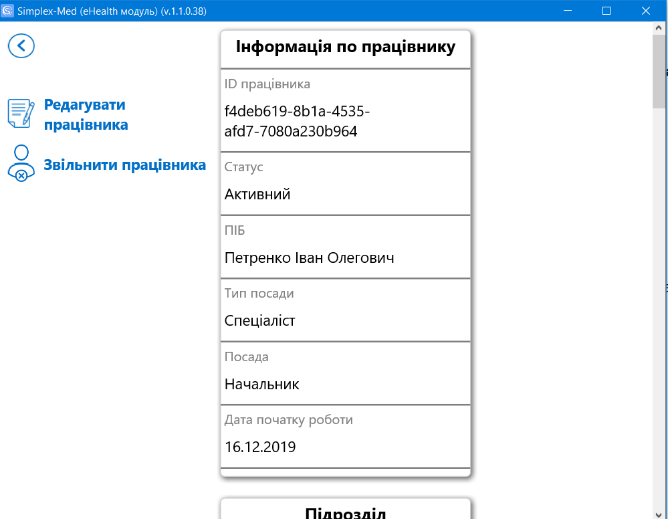 Simplex-Med (eHealth модуль) (v.1.1.0.38)
Редагувати
працівника
Звільнити працівника
Інформація по працівнику
ID працівника
f4deb619-8b1a-4535-
afd7-7080a230b964
Статус
Активний
ПІБ
Петренко Іван Олегович
Тип посади
Спеціаліст
Посада
Начальник
Дата початку роботи
16.12.2019
Підрозділ